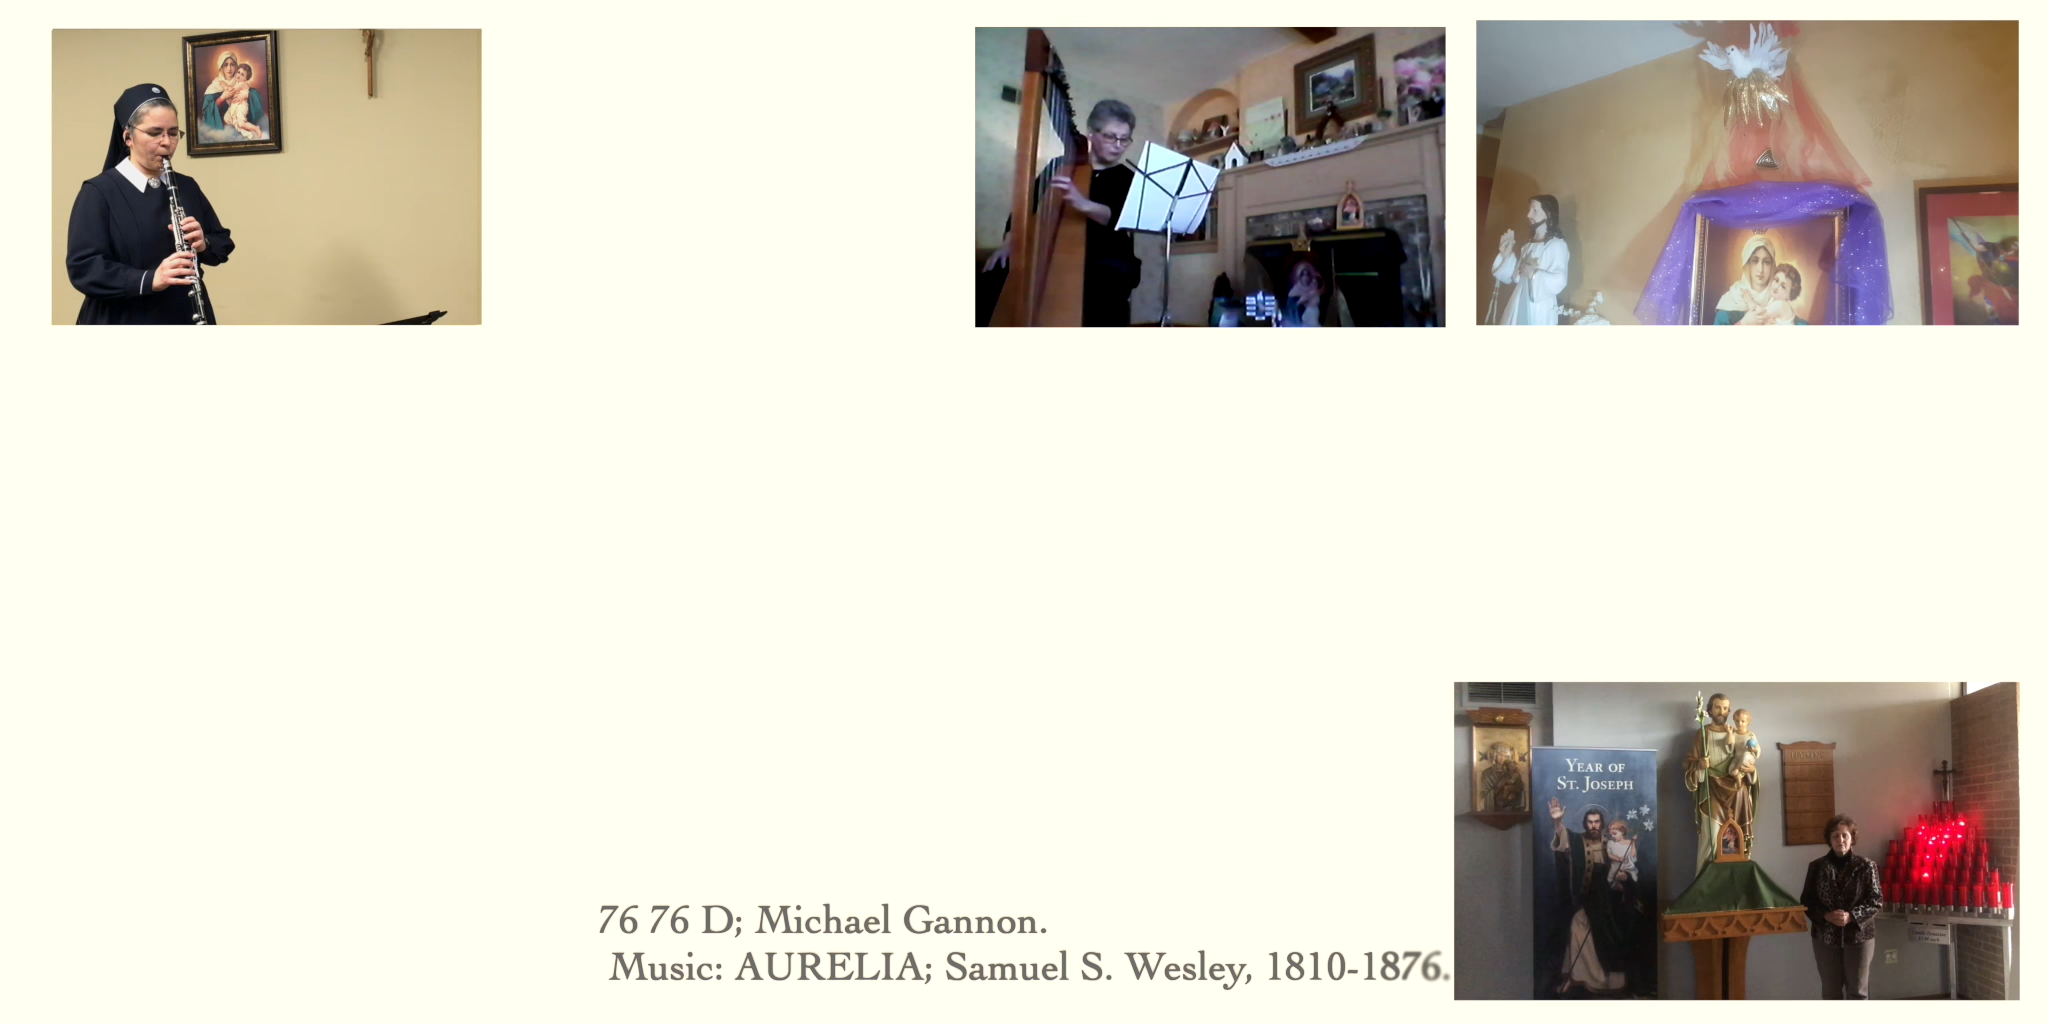 YEAR OF
ST. JOSEPH
76 76 D; Michael Gannon.
Music: AURELIA; Samuel S. Wesley, 1810-1876.